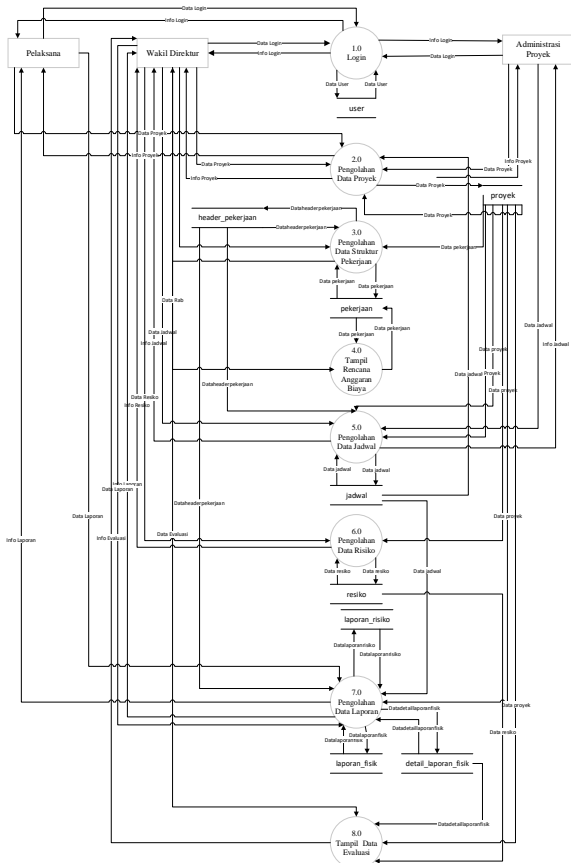 Data Login
Info Login
Pelaksana
Wakil Direktur
Data Login
Info Login
1.0
Login
Info Login
Data Login
Administrasi
Proyek
Data User
Data User
user
Data Proyek
Info Proyek
Data Proyek
Info Proyek
2.0
Pengolahan
Data Proyek
Info Proyek
Data Proyek
Data Proyek
proyek
Data Proyek
Dataheaderpekerjaan
header_pekerjaan
Dataheaderpekerjaan
3.0
Pengolahan
Data Struktur
Pekerjaan
Data pekerjaan
Data pekerjaan
Data pekerjaan
pekerjaan
Data Rab
Data Jadwal
Info Jadwal
Data pekerjaan
Data pekerjaan
4.0
Tampil
Rencana
Anggaran
Biaya
Data jadwal
Data proyek
Proyek
Data proyek
Data Jadwal
Info Jadwal
Dataheaderpekerjaan
Data Resiko
Info Resiko
5.0
Pengolahan
Data Jadwal
Data jadwal
Data jadwal
jadwal
Info Laporan
Data Laporan
Dataheaderpekerjaan
Data Laporan
Info Laporan
Info Evaluasi
Data Evaluasi
6.0
Pengolahan
Data Risiko
Data proyek
Data resiko
Data resiko
Data jadwal
resiko
laporan_risiko
Datalaporanrisiko
Datalaporanrisiko
7.0
Pengolahan
Data Laporan
Datadetaillaporanfisik
Datadetaillaporanfisik
Data proyek
Data resiko
Datalaporanfisik
laporan_fisik
detail_laporan_fisik
8.0
Tampil Data
Evaluasi
Datadetaillaporanfisik